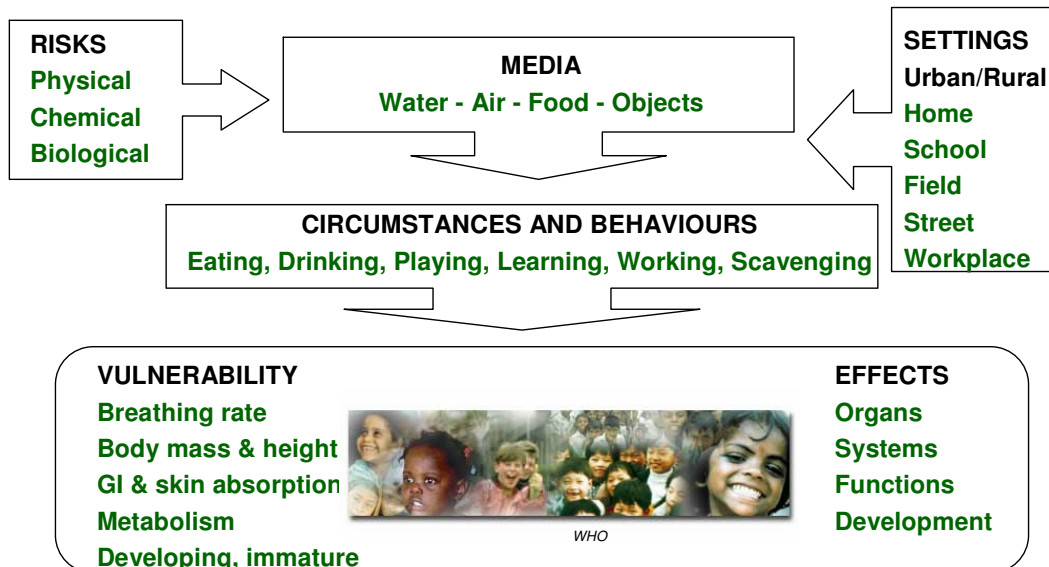 RISKS
Physical
Chemical
Biological
MEDIA
Water - Air - Food - Objects
SETTINGS
Urban/Rural
Home
School
Field
Street
Workplace
CIRCUMSTANCES AND BEHAVIOURS
Eating, Drinking, Playing, Learning, Working, Scavenging
VULNERABILITY
Breathing rate
Body mass & height
GI & skin absorption
Metabolism
Developing, immature
WHO
EFFECTS
Organs
Systems
Functions
Development